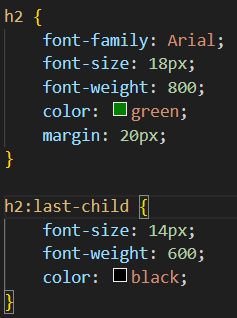 h2 {
font-family: Arial;
font-size: 18px;
font-weight: 800;
color: green;
margin: 20px;
}
h2:last-child {
font-size: 14px;
font-weight: 600;
color: black;
}